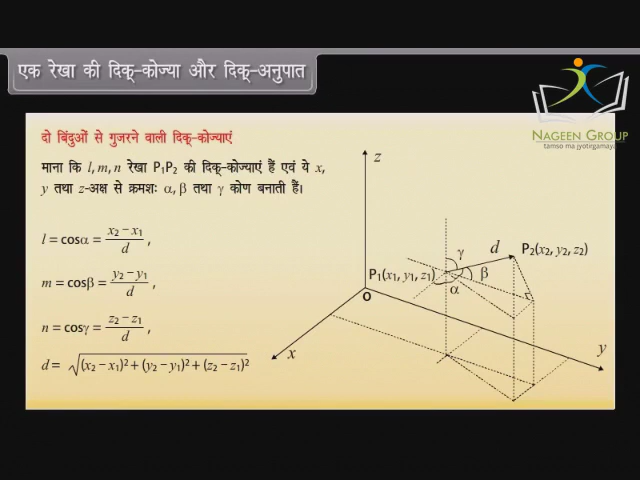 एक रेखा की दिक्-कोज्या और दिक्-अनुपात
NAGEEN GROUP
tamso ma jyotirgamaya
दो बिंदुओं से गुजरने वाली दिक्-कोज्याएं
माना कि l, m, n रेखा P₁P₂ की दिक्-कोज्याएं हैं एवं ये x,
y तथा z-अक्ष से क्रमशः α, β तथा γ कोण बनाती हैं।
l = cosα = (x₂ – x₁)/d ,
m = cosβ = (y₂ – y₁)/d ,
n = cosγ = (z₂ – z₁)/d ,
d = √((x₂ – x₁)² + (y₂ – y₁)² + (z₂ – z₁)²)
z
γ
d
P₂(x₂, y₂, z₂)
P₁(x₁, y₁, z₁)
β
α
O
x
y